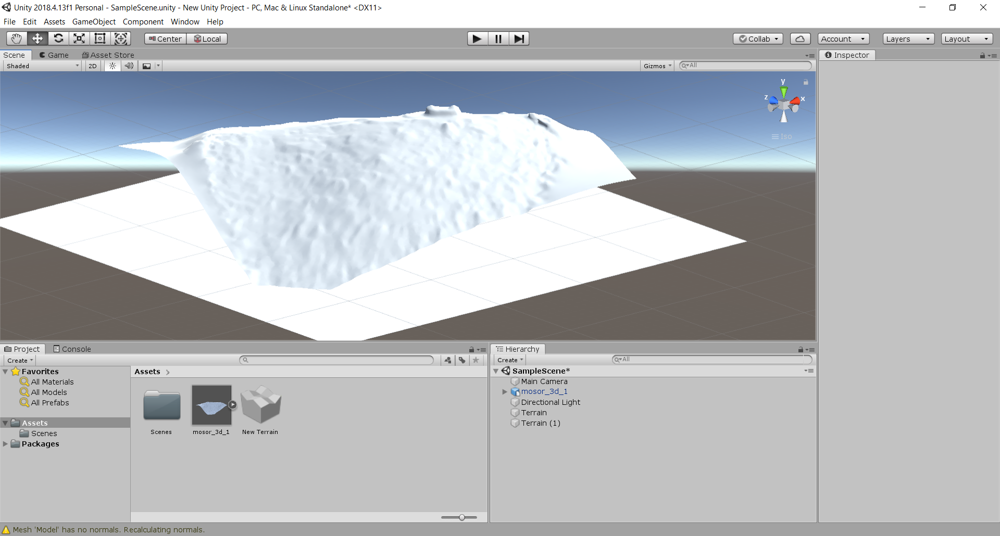 Unity 2018.4.13f1 Personal - SampleScene.unity - New Unity Project - PC, Mac & Linux Standalone* <DX11>
File Edit Assets GameObject Component Window Help
Center Local Collab Account Layers Layout
Scene Game Asset Store Inspector
Shaded 2D Gizmos All
y
z x
Iso
Project Console Hierarchy
Create Create All
Favorites Assets SampleScene*
All Materials Main Camera
All Models mosor_3d_1
All Prefabs Directional Light
Terrain
Assets Terrain (1)
Scenes Scenes mosor_3d_1 New Terrain
Packages
Mesh 'Model' has no normals. Recalculating normals.